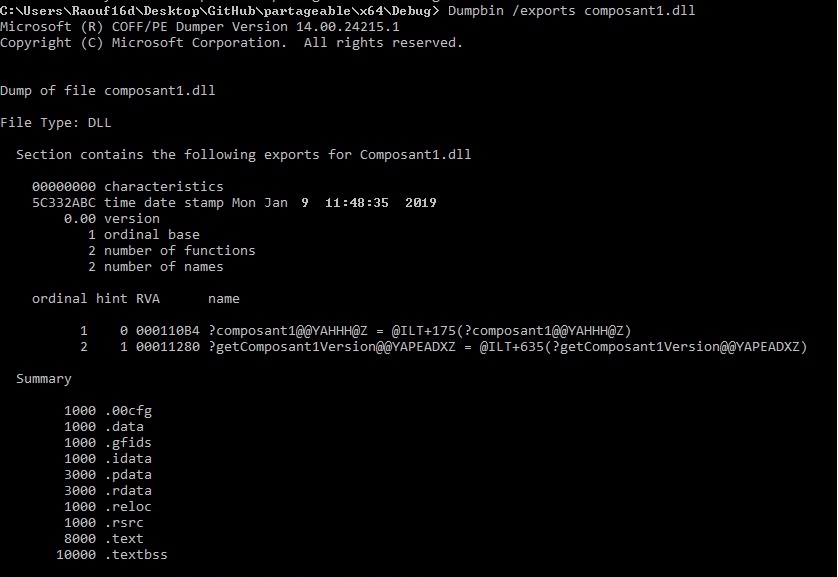 C:\Users\Raouf16d\Desktop\GitHub\partageable\x64\Debug> Dumpbin /exports composant1.dll
Microsoft (R) COFF/PE Dumper Version 14.00.24215.1
Copyright (C) Microsoft Corporation.  All rights reserved.
Dump of file composant1.dll
File Type: DLL
Section contains the following exports for Composant1.dll
00000000 characteristics
5C332ABC time date stamp Mon Jan  9  11:48:35  2019
0.00 version
1 ordinal base
2 number of functions
2 number of names
ordinal hint RVA      name
1    0 000110B4 ?composant1@@YAHHH@Z = @ILT+175(?composant1@@YAHHH@Z)
2    1 00011280 ?getComposant1Version@@YAPEADXZ = @ILT+635(?getComposant1Version@@YAPEADXZ)
Summary
1000 .00cfg
1000 .data
1000 .gfids
1000 .idata
3000 .pdata
3000 .rdata
1000 .reloc
1000 .rsrc
8000 .text
10000 .textbss